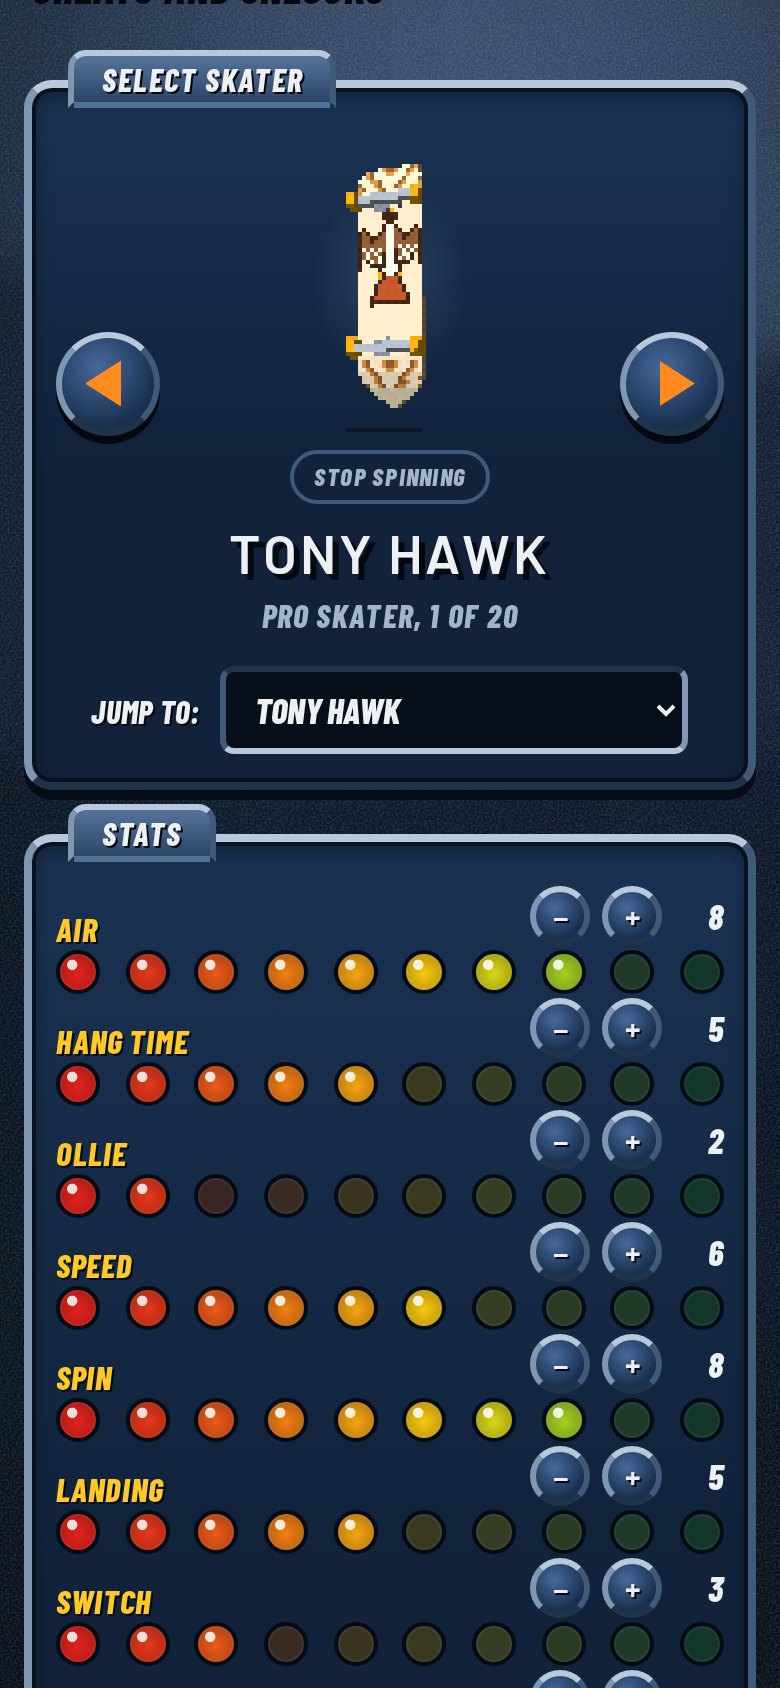 SELECT SKATER
STOP SPINNING
TONY HAWK
PRO SKATER, 1 OF 20
JUMP TO: TONY HAWK
STATS
AIR – + 8
HANG TIME – + 5
OLLIE – + 2
SPEED – + 6
SPIN – + 8
LANDING – + 5
SWITCH – + 3